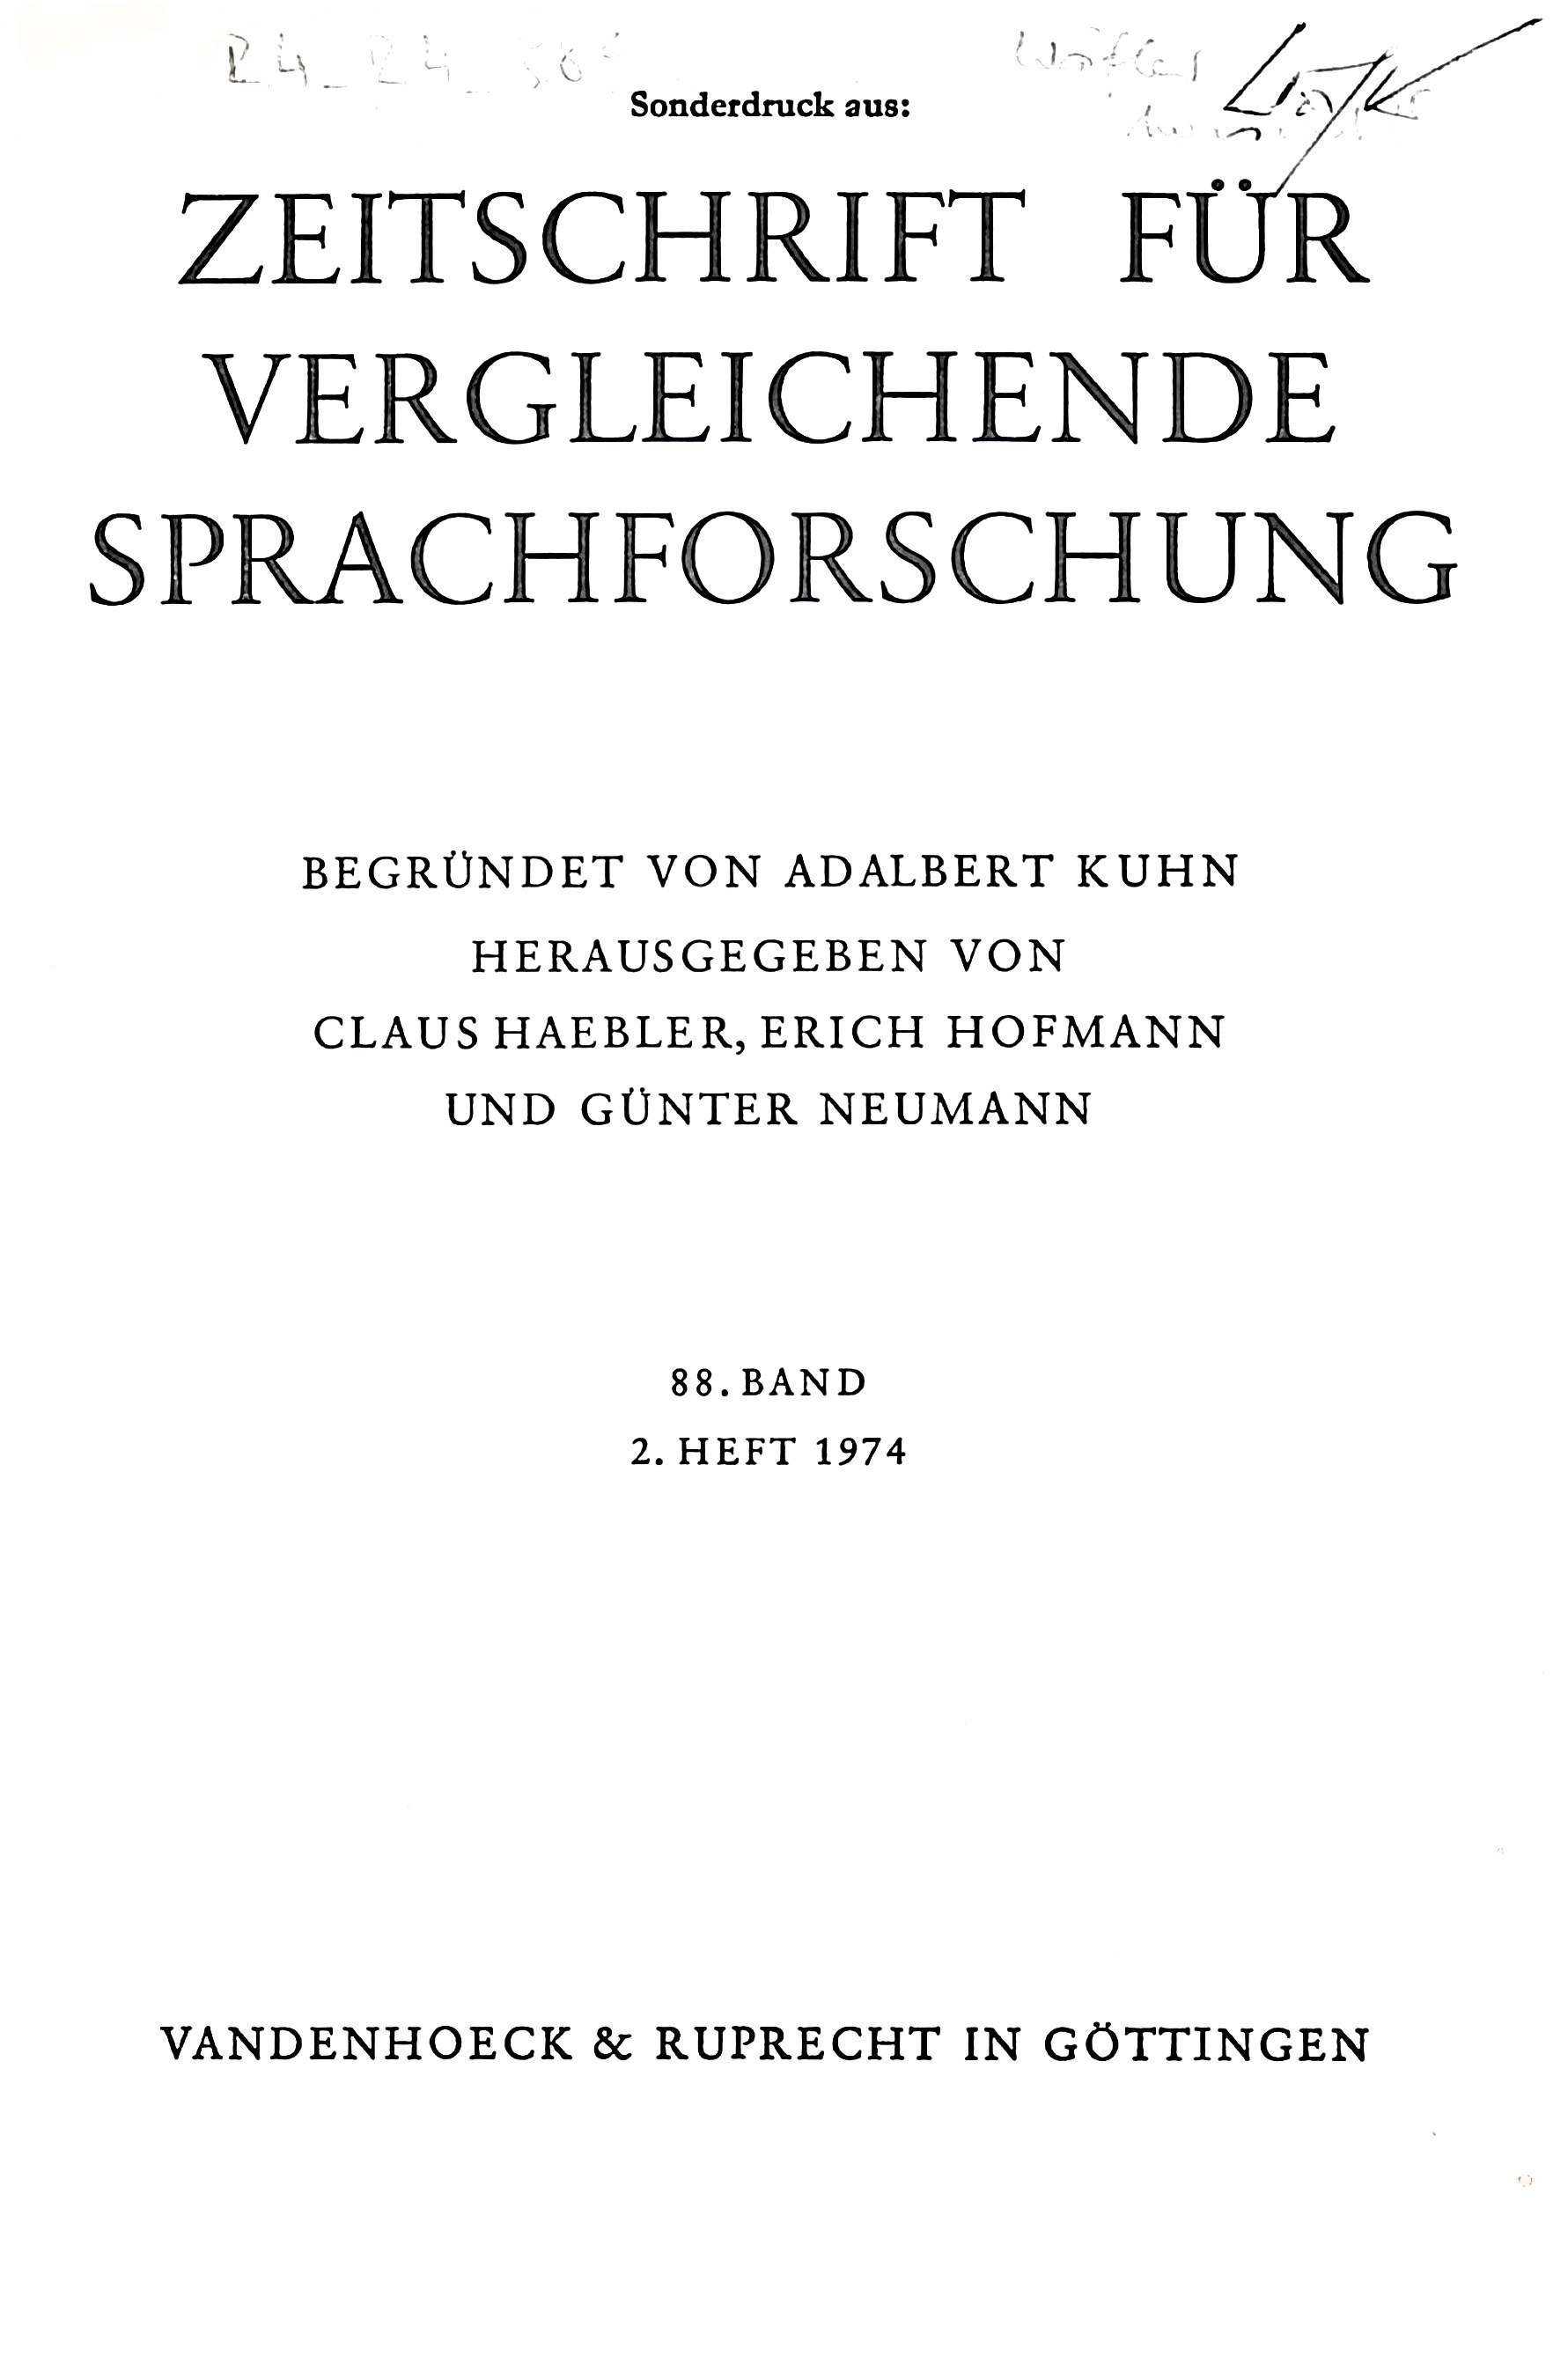 Sonderdruck aus:
ZEITSCHRIFT FÜR
VERGLEICHENDE
SPRACHFORSCHUNG
BEGRÜNDET VON ADALBERT KUHN
HERAUSGEGEBEN VON
CLAUS HAEBLER, ERICH HOFMANN
UND GÜNTER NEUMANN
88. BAND
2. HEFT 1974
VANDENHOECK & RUPRECHT IN GÖTTINGEN